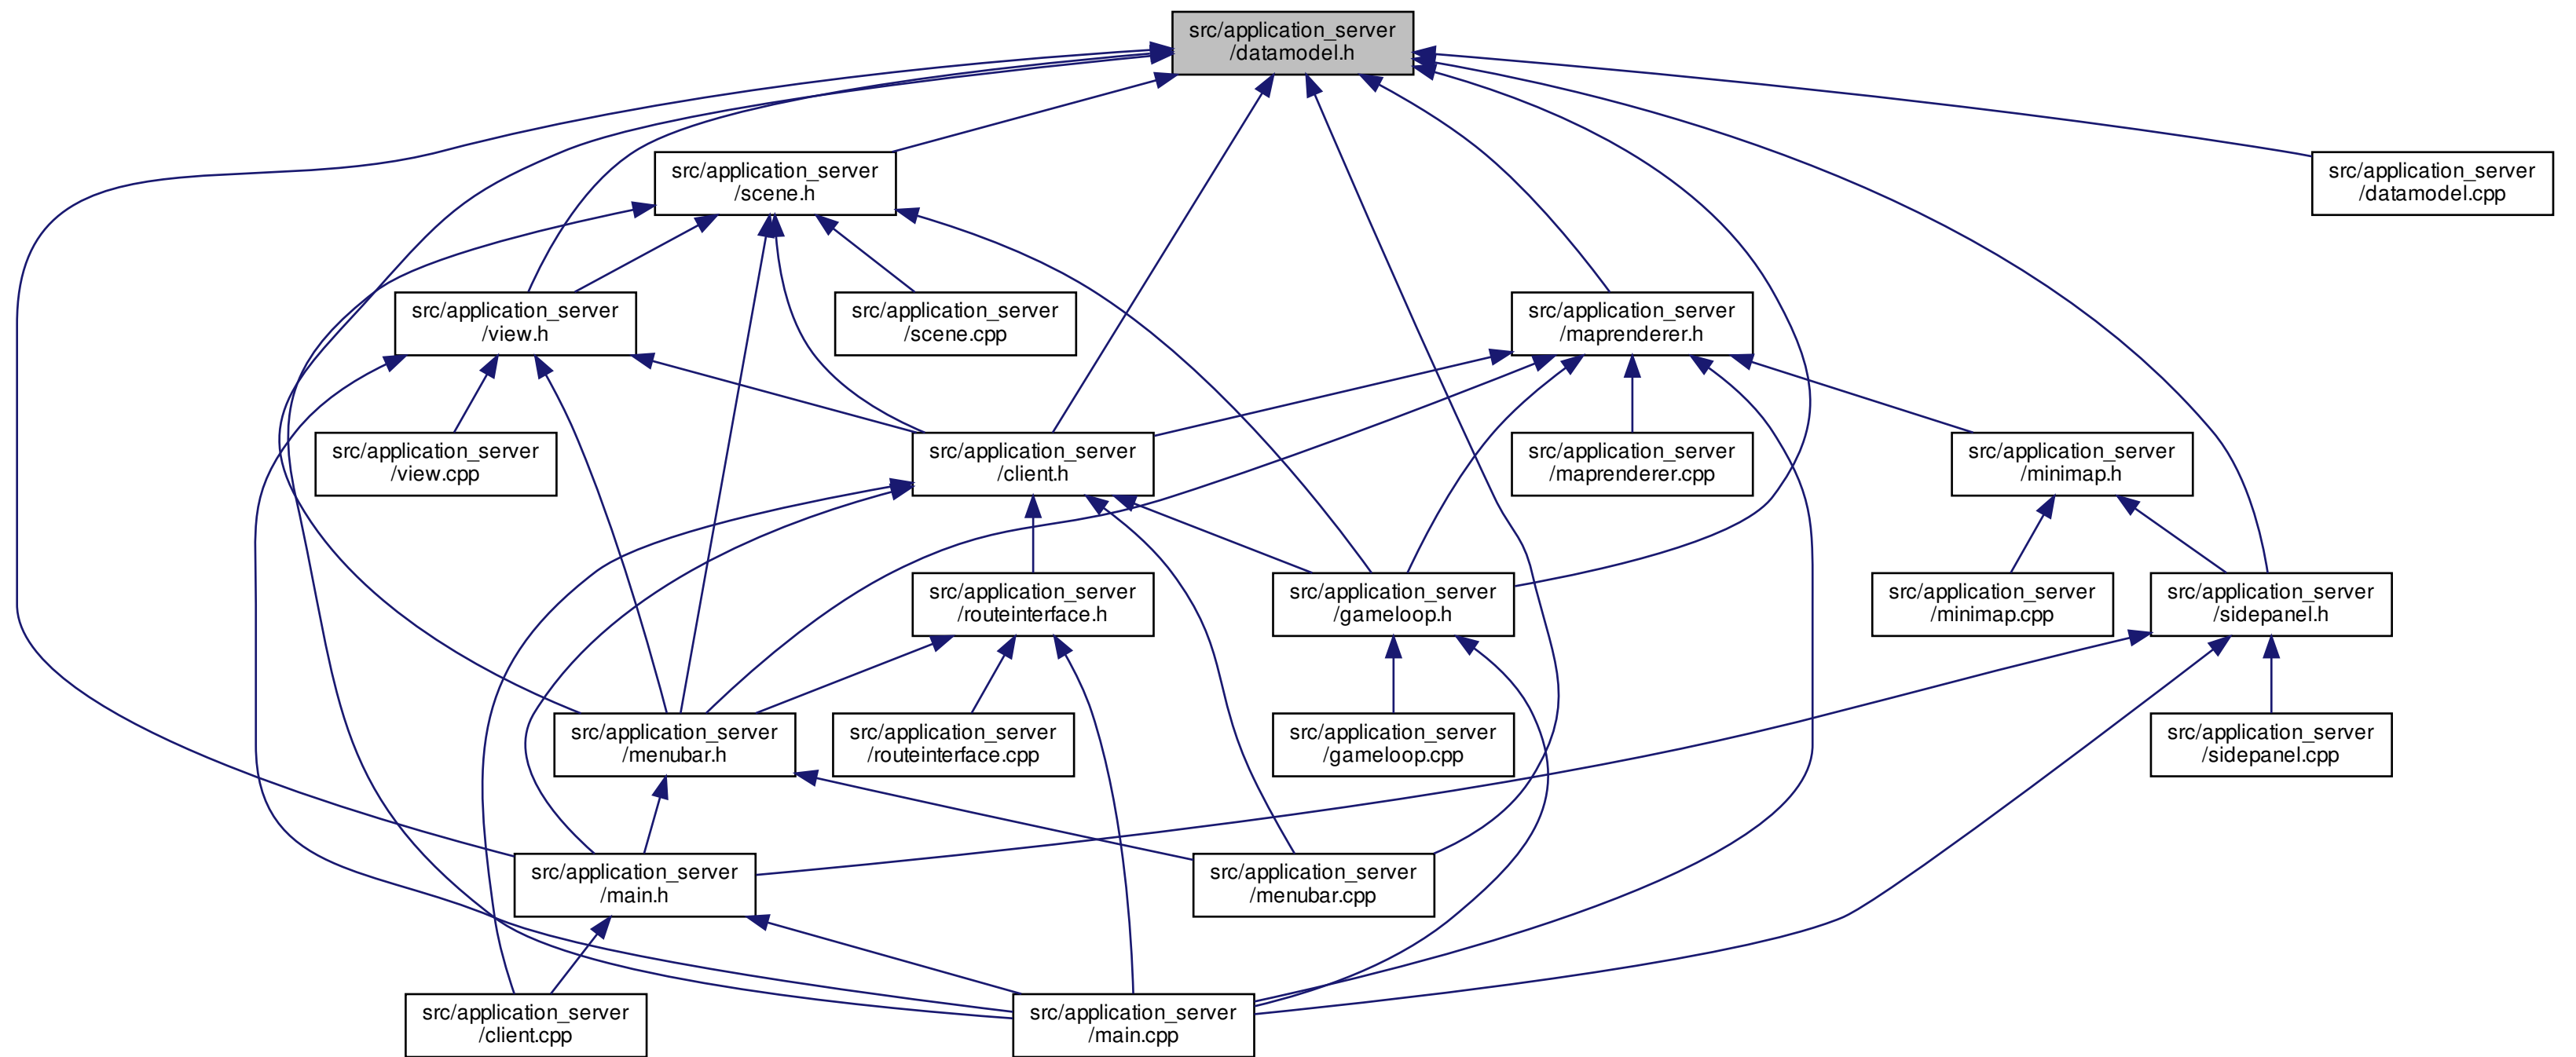 src/application_server
/datamodel.h
src/application_server
/scene.h
src/application_server
/datamodel.cpp
src/application_server
/view.h
src/application_server
/scene.cpp
src/application_server
/maprenderer.h
src/application_server
/view.cpp
src/application_server
/client.h
src/application_server
/maprenderer.cpp
src/application_server
/minimap.h
src/application_server
/routeinterface.h
src/application_server
/gameloop.h
src/application_server
/minimap.cpp
src/application_server
/sidepanel.h
src/application_server
/menubar.h
src/application_server
/routeinterface.cpp
src/application_server
/gameloop.cpp
src/application_server
/sidepanel.cpp
src/application_server
/main.h
src/application_server
/menubar.cpp
src/application_server
/client.cpp
src/application_server
/main.cpp